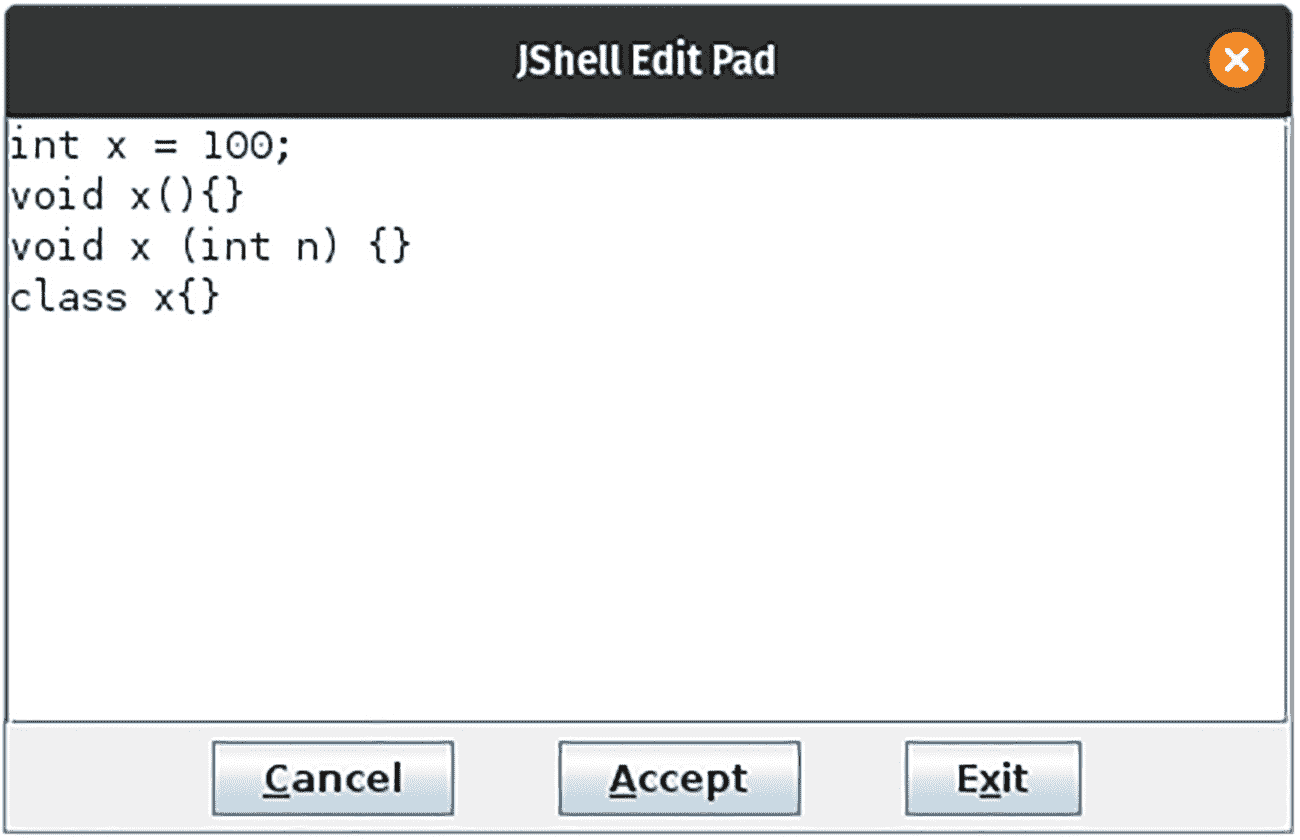 JShell Edit Pad
int x = 100;
void x(){}
void x (int n) {}
class x{}
Cancel
Accept
Exit